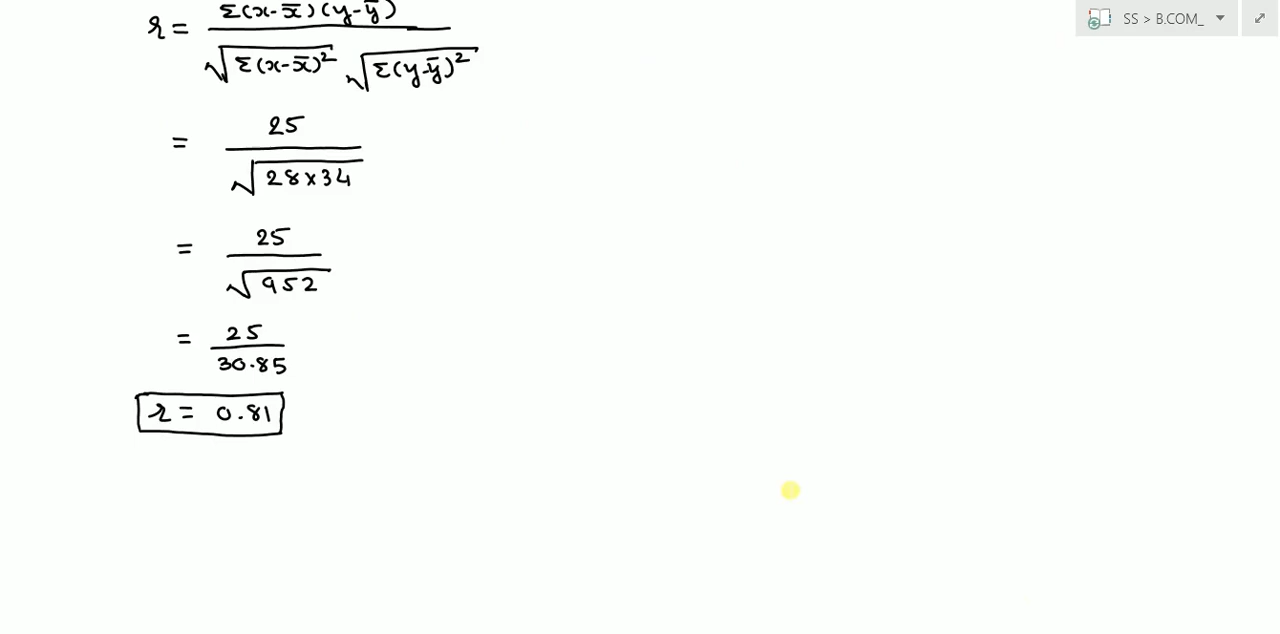 SS > B.COM_
r = Σ(x-x̄)(y-ȳ) / √Σ(x-x̄)² √Σ(y-ȳ)²
= 25 / √28×34
= 25 / √952
= 25 / 30.85
r = 0.81